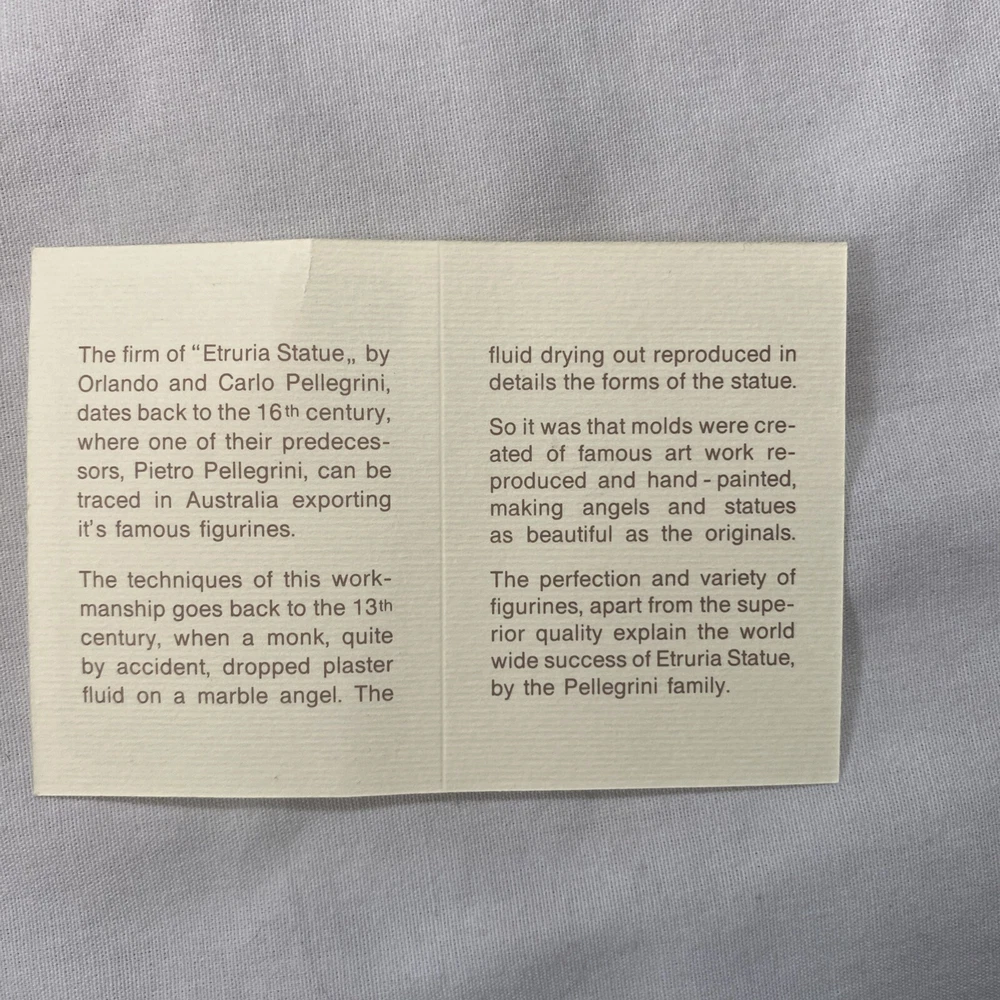 The firm of “Etruria Statue„ by
Orlando and Carlo Pellegrini,
dates back to the 16th century,
where one of their predeces-
sors, Pietro Pellegrini, can be
traced in Australia exporting
it's famous figurines.
The techniques of this work-
manship goes back to the 13th
century, when a monk, quite
by accident, dropped plaster
fluid on a marble angel. The
fluid drying out reproduced in
details the forms of the statue.
So it was that molds were cre-
ated of famous art work re-
produced and hand - painted,
making angels and statues
as beautiful as the originals.
The perfection and variety of
figurines, apart from the supe-
rior quality explain the world
wide success of Etruria Statue,
by the Pellegrini family.